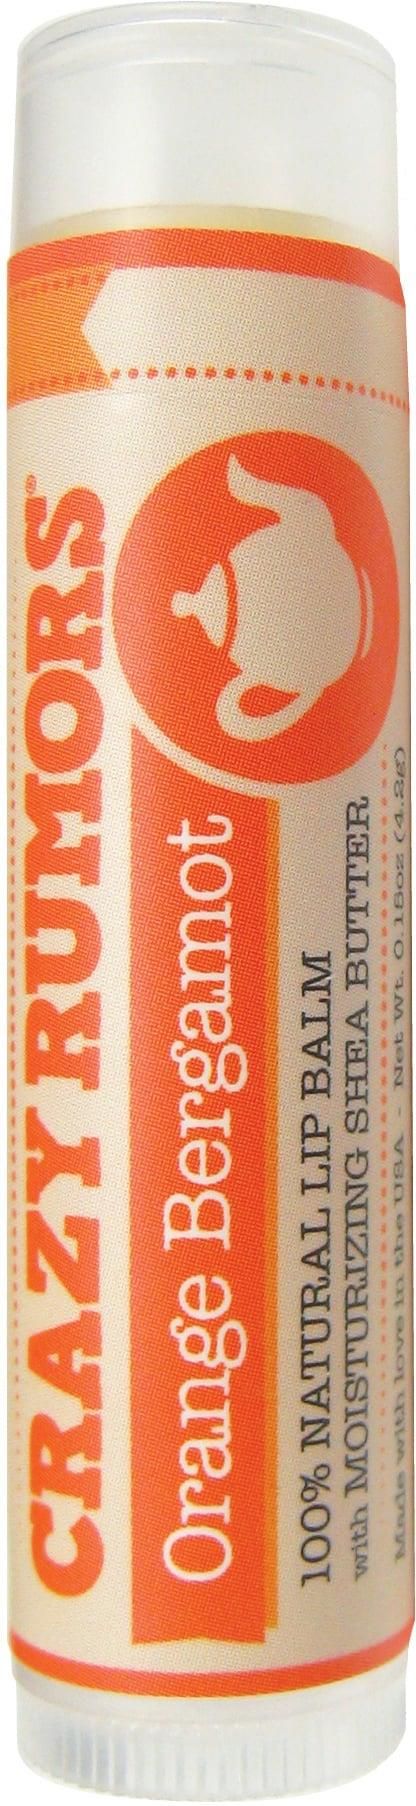 CRAZY RUMORS®
Orange Bergamot
100% NATURAL LIP BALM
with MOISTURIZING SHEA BUTTER
Made with love in the USA - Net Wt. 0.15oz (4.2g)